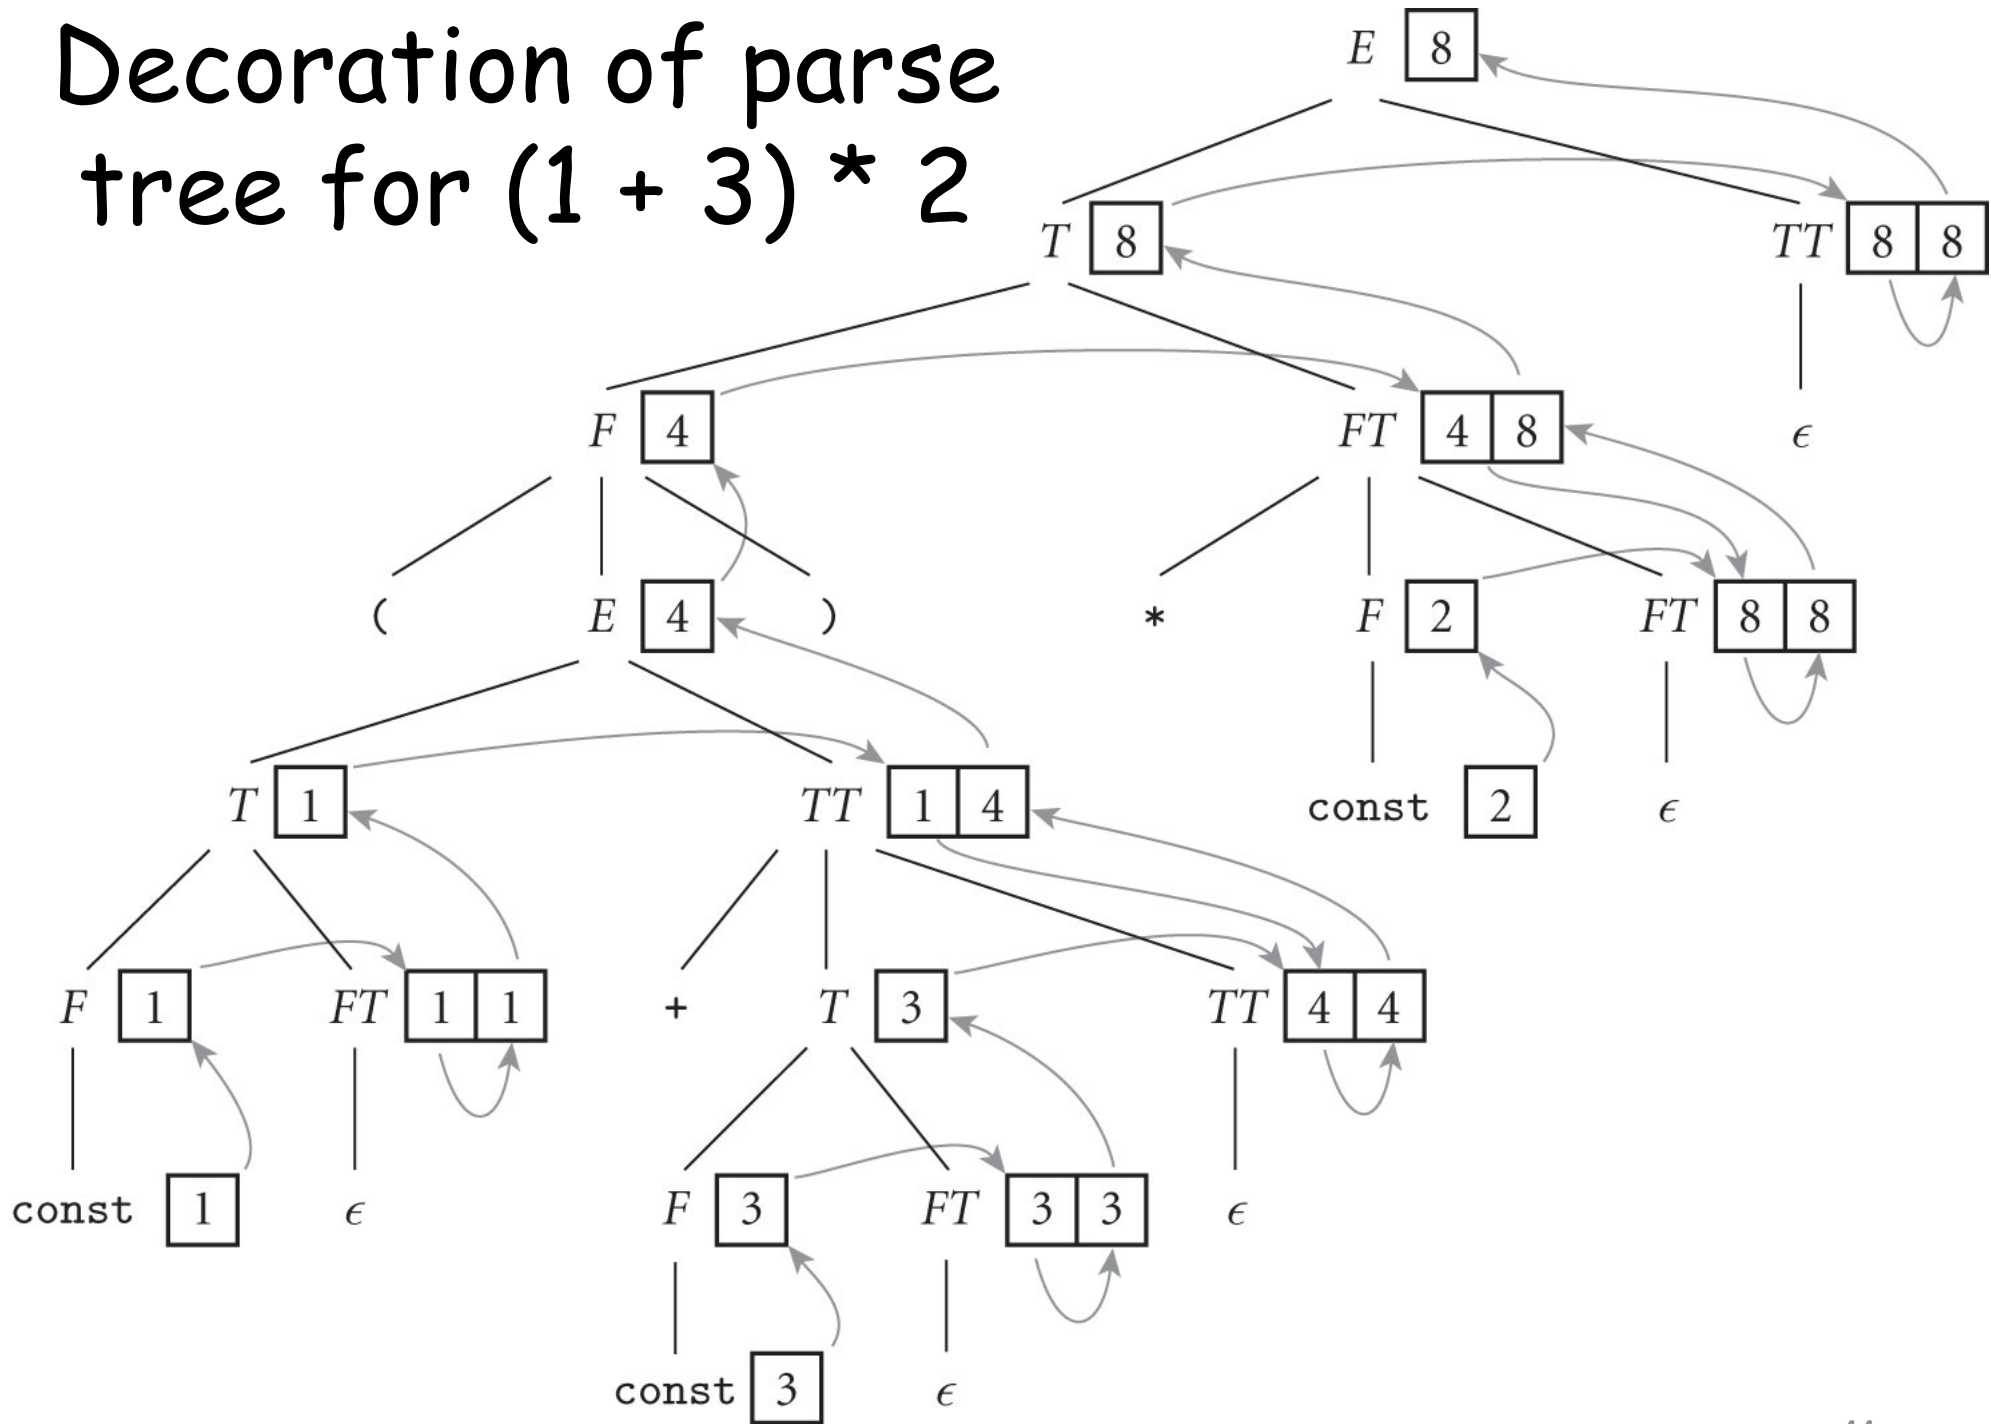 Decoration of parse
tree for (1 + 3) * 2
E 8
T 8 TT 8 8
F 4 FT 4 8 ϵ
( E 4 ) * F 2 FT 8 8
T 1 TT 1 4 const 2 ϵ
F 1 FT 1 1 + T 3 TT 4 4
const 1 ϵ F 3 FT 3 3 ϵ
const 3 ϵ